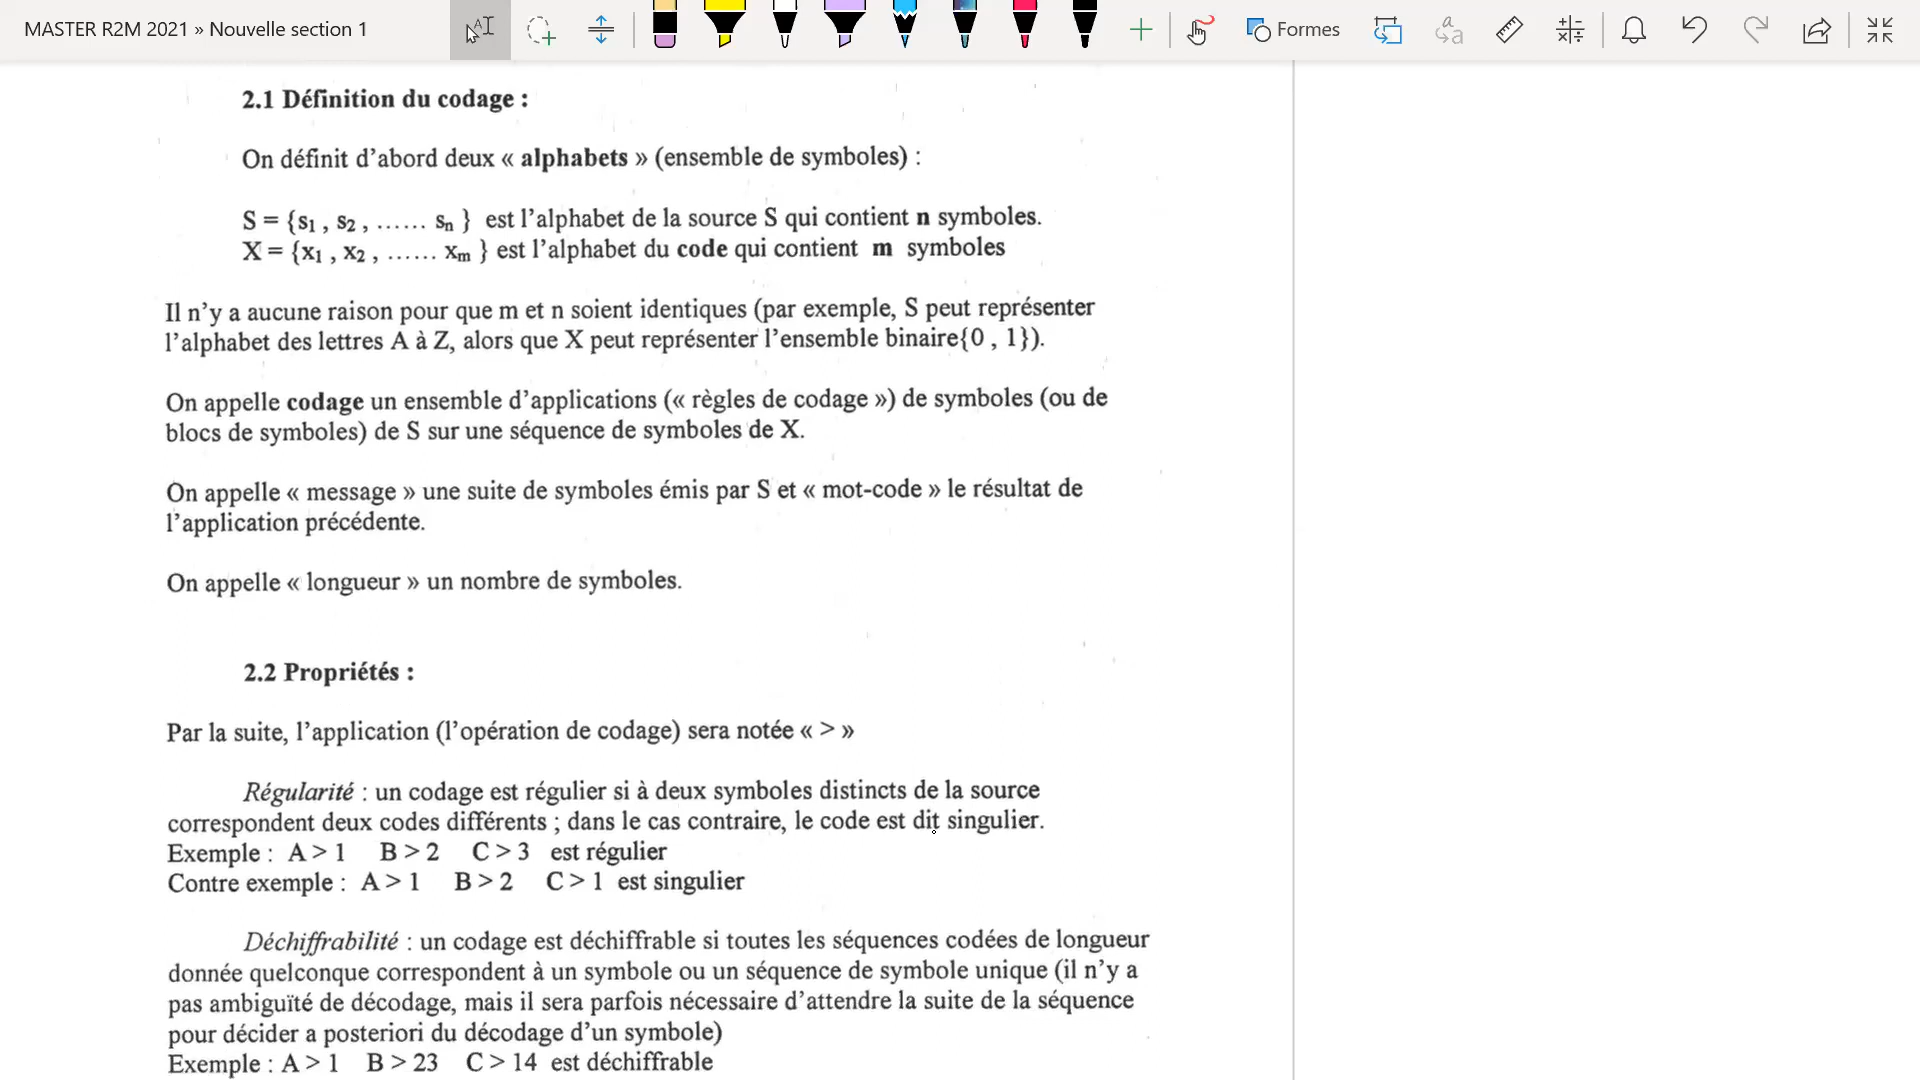 MASTER R2M 2021 » Nouvelle section 1
Formes
2.1 Définition du codage :
On définit d’abord deux « alphabets » (ensemble de symboles) :
S = {s1 , s2 , ...... sn } est l’alphabet de la source S qui contient n symboles.
X = {x1 , x2 , ...... xm } est l’alphabet du code qui contient m symboles
Il n’y a aucune raison pour que m et n soient identiques (par exemple, S peut représenter
l’alphabet des lettres A à Z, alors que X peut représenter l’ensemble binaire{0 , 1}).
On appelle codage un ensemble d’applications (« règles de codage ») de symboles (ou de
blocs de symboles) de S sur une séquence de symboles de X.
On appelle « message » une suite de symboles émis par S et « mot-code » le résultat de
l’application précédente.
On appelle « longueur » un nombre de symboles.
2.2 Propriétés :
Par la suite, l’application (l’opération de codage) sera notée « > »
Régularité : un codage est régulier si à deux symboles distincts de la source
correspondent deux codes différents ; dans le cas contraire, le code est dit singulier.
Exemple : A > 1 B > 2 C > 3 est régulier
Contre exemple : A > 1 B > 2 C > 1 est singulier
Déchiffrabilité : un codage est déchiffrable si toutes les séquences codées de longueur
donnée quelconque correspondent à un symbole ou un séquence de symbole unique (il n’y a
pas ambiguïté de décodage, mais il sera parfois nécessaire d’attendre la suite de la séquence
pour décider a posteriori du décodage d’un symbole)
Exemple : A > 1 B > 23 C > 14 est déchiffrable